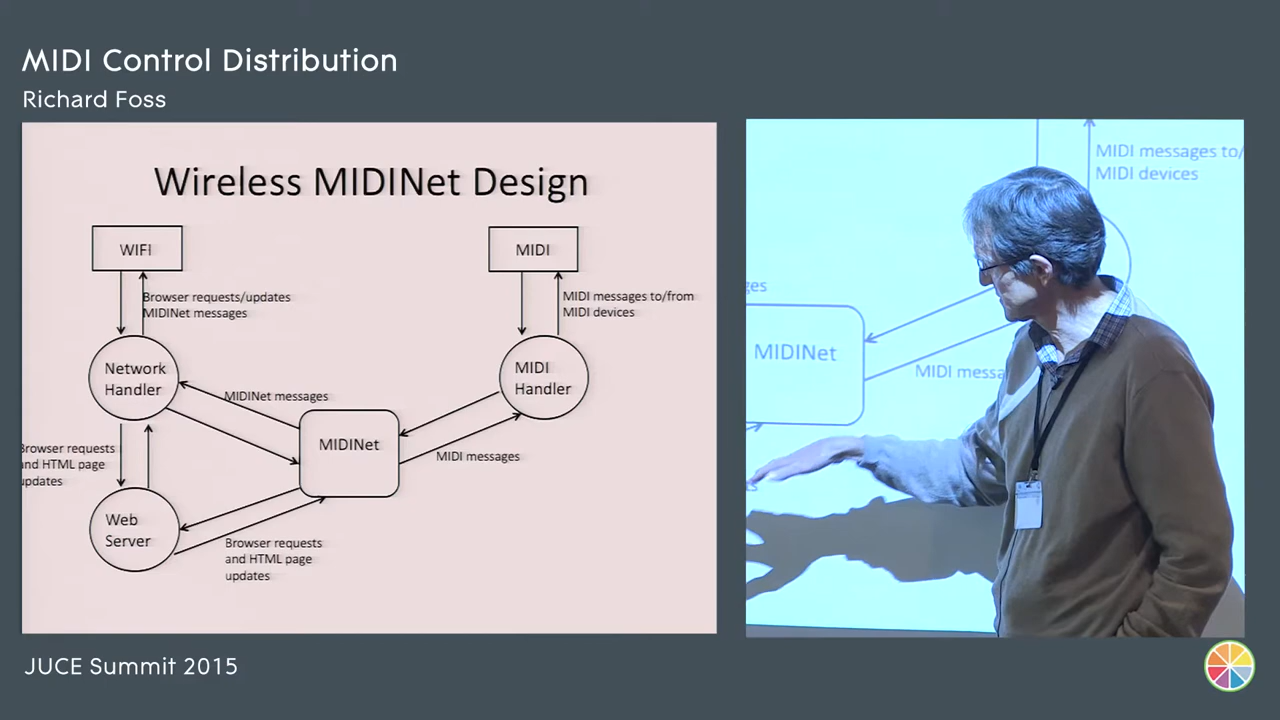 MIDI Control Distribution
Richard Foss
Wireless MIDINet Design
WIFI
MIDI
Browser requests/updates
MIDINet messages
MIDI messages to/from
MIDI devices
Network
Handler
MIDI
Handler
MIDINet messages
MIDINet
MIDI messages
Browser requests
and HTML page
updates
Web
Server
Browser requests
and HTML page
updates
MIDI messages to/
MIDI devices
MIDINet
MIDI messa
JUCE Summit 2015